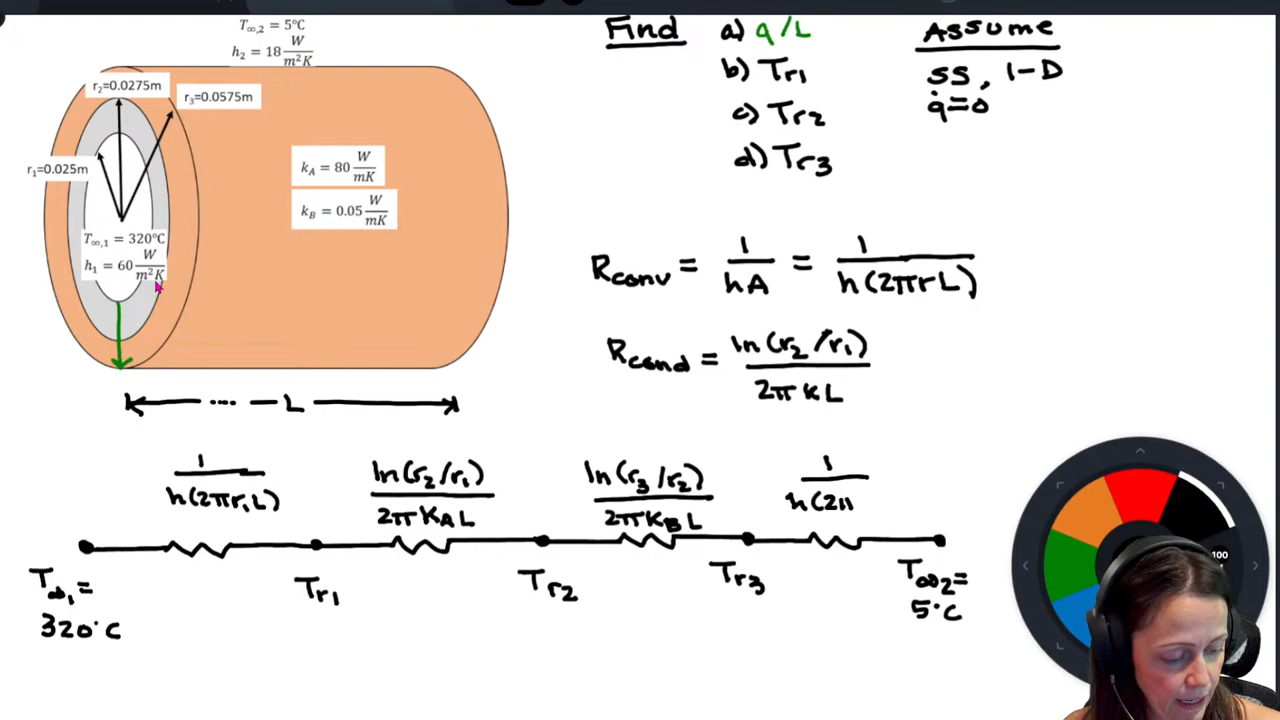 T∞,2 = 5℃
h2 = 18 W/m²K
r2=0.0275m
r3=0.0575m
r1=0.025m
kA = 80 W/mK
kB = 0.05 W/mK
T∞,1 = 320℃
h1 = 60 W/m²K
Find
a) q/L
b) Tr1
c) Tr2
d) Tr3
Assume
SS, 1-D
q̇=0
Rconv = 1/hA = 1/h(2πrL)
Rcond = ln(r2/r1)/2πKL
L
1/h(2πr1L)
ln(r2/r1)/2πKAL
ln(r3/r2)/2πKBL
1/h(2π
T∞1 =
320°C
Tr1
Tr2
Tr3
T∞2 =
5°C
100